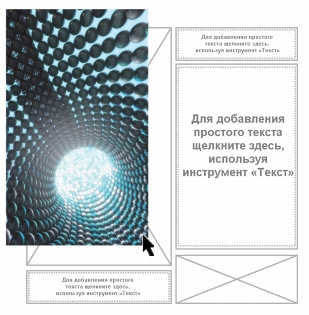 Для добавления простого
текста щелкните здесь,
используя инструмент «Текст»
Для добавления
простого текста
щелкните здесь,
используя
инструмент «Текст»
Для добавления простого
текста щелкните здесь,
используя инструмент «Текст»